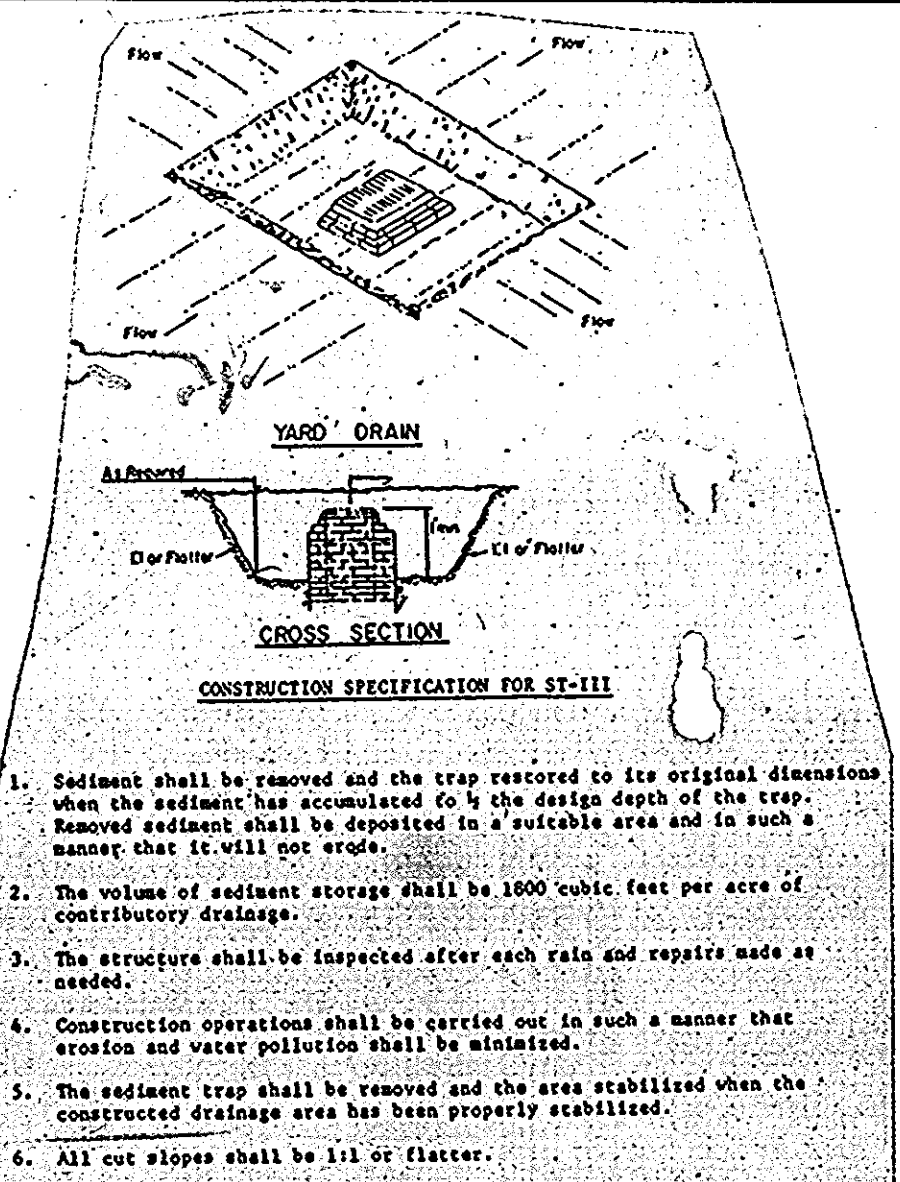 Flow
Flow
Flow
Flow
YARD DRAIN
As Required
1:1 or Flatter
1:1 or Flatter
CROSS SECTION
CONSTRUCTION SPECIFICATION FOR ST-III
1. Sediment shall be removed and the trap restored to its original dimensions
when the sediment has accumulated to ½ the design depth of the trap.
Removed sediment shall be deposited in a suitable area and in such a
manner that it will not erode.
2. The volume of sediment storage shall be 1800 cubic feet per acre of
contributory drainage.
3. The structure shall be inspected after each rain and repairs made as
needed.
4. Construction operations shall be carried out in such a manner that
erosion and water pollution shall be minimized.
5. The sediment trap shall be removed and the area stabilized when the
constructed drainage area has been properly stabilized.
6. All cut slopes shall be 1:1 or flatter.